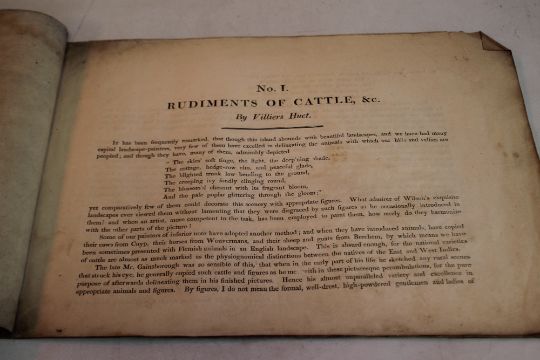 No. I.
RUDIMENTS OF CATTLE, &c.
By Villiers Huet.
It has been frequently remarked, that though this island abounds with beautiful landscapes, and we have had many
capital landscape-painters, very few of them have excelled in delineating the animals with which our hills and vallies are
peopled; and though they have, many of them, admirably depicted
"The skies' soft tinge, the light, the deep'ning shade,
The cottage, hedge-row elm, and peaceful glade,
The blighted trunk low bending to the ground,
The creeping ivy fondly clinging round,
The blossom'd clement with its fragrant bloom,
And the pale poplar glittering through the gloom;"
yet comparatively few of them could decorate this scenery with appropriate figures. What admirer of Wilson's exquisite
landscapes ever viewed them without lamenting that they were disgraced by such figures as he occasionally introduced in
them? and when an artist, more competent to the task, has been employed to paint them, how rarely do they harmonize
with the other parts of the picture!
Some of our painters of inferior note have adopted another method; and when they have introduced animals, have copied
their cows from Cuyp, their horses from Wouvermans, and their sheep and goats from Berchem, by which means we have
been sometimes presented with Flemish animals in an English landscape. This is absurd enough, for the national varieties
of cattle are almost as much marked as the physiognomical distinctions between the natives of the East and West Indies.
The late Mr. Gainsborough was so sensible of this, that when in the early part of his life he sketched any rural scenes
that struck his eye, he generally copied such cattle and figures as he met with in these picturesque perambulations, for the pure
purpose of afterwards delineating them in his finished pictures. Hence his almost unparalleled variety and excellence in
appropriate animals and figures. By figures, I do not mean the formal, well-drest, high-powdered gentlemen and ladies of